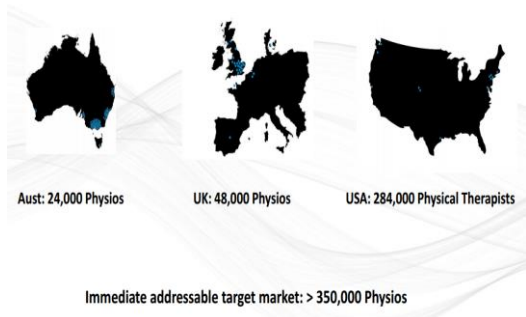 Aust: 24,000 Physios
UK: 48,000 Physios
USA: 284,000 Physical Therapists
Immediate addressable target market: > 350,000 Physios